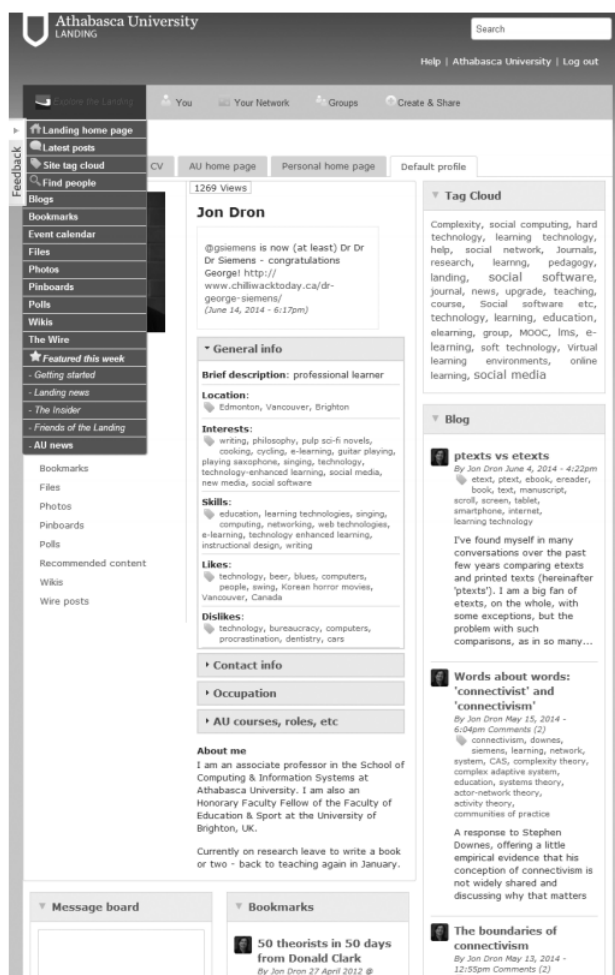 Athabasca University
LANDING
Search
Help | Athabasca University | Log out
Explore the Landing
You
Your Network
Groups
Create & Share
Feedback
Landing home page
Latest posts
Site tag cloud
Find people
Blogs
Bookmarks
Event calendar
Files
Photos
Pinboards
Polls
Wikis
The Wire
Featured this week
- Getting started
- Landing news
- The Insider
- Friends of the Landing
- AU news
Bookmarks
Files
Photos
Pinboards
Polls
Recommended content
Wikis
Wire posts
CV
AU home page
Personal home page
Default profile
1269 Views
Jon Dron
@gsiemens is now (at least) Dr Dr
Dr Siemens - congratulations
George! http://
www.chilliwacktoday.ca/dr-
george-siemens/
(June 14, 2014 - 6:17pm)
General info
Brief description: professional learner
Location:
Edmonton, Vancouver, Brighton
Interests:
writing, philosophy, pulp sci-fi novels,
cooking, cycling, e-learning, guitar playing,
playing saxophone, singing, technology,
technology-enhanced learning, social media,
new media, social software
Skills:
education, learning technologies, singing,
computing, networking, web technologies,
e-learning, technology enhanced learning,
instructional design, writing
Likes:
technology, beer, blues, computers,
people, swing, Korean horror movies,
Vancouver, Canada
Dislikes:
technology, bureaucracy, computers,
procrastination, dentistry, cars
Contact info
Occupation
AU courses, roles, etc
About me
I am an associate professor in the School of
Computing & Information Systems at
Athabasca University. I am also an
Honorary Faculty Fellow of the Faculty of
Education & Sport at the University of
Brighton, UK.
Currently on research leave to write a book
or two - back to teaching again in January.
Message board
Bookmarks
50 theorists in 50 days
from Donald Clark
By Jon Dron 27 April 2012 @
Tag Cloud
Complexity, social computing, hard
technology, learning technology,
help, social network, Journals,
research, learnng, pedagogy,
landing, social software,
journal, news, upgrade, teaching,
course, Social software etc,
technology, learning, education,
elearning, group, MOOC, lms, e-
learning, soft technology, Virtual
learning environments, online
learning, social media
Blog
ptexts vs etexts
By Jon Dron June 4, 2014 - 4:22pm
etext, ptext, ebook, ereader,
book, text, manuscript,
scroll, screen, tablet,
smartphone, internet,
learning technology
I've found myself in many
conversations over the past
few years comparing etexts
and printed texts (hereinafter
'ptexts'). I am a big fan of
etexts, on the whole, with
some exceptions, but the
problem with such
comparisons, as in so many...
Words about words:
'connectivist' and
'connectivism'
By Jon Dron May 15, 2014 -
6:04pm Comments (2)
connectivism, downes,
siemens, learning, network,
system, CAS, complexity theory,
complex adaptive system,
education, systems theory,
actor-network theory,
activity theory,
communities of practice
A response to Stephen
Downes, offering a little
empirical evidence that his
conception of connectivism is
not widely shared and
discussing why that matters
The boundaries of
connectivism
By Jon Dron May 13, 2014 -
12:55pm Comments (2)